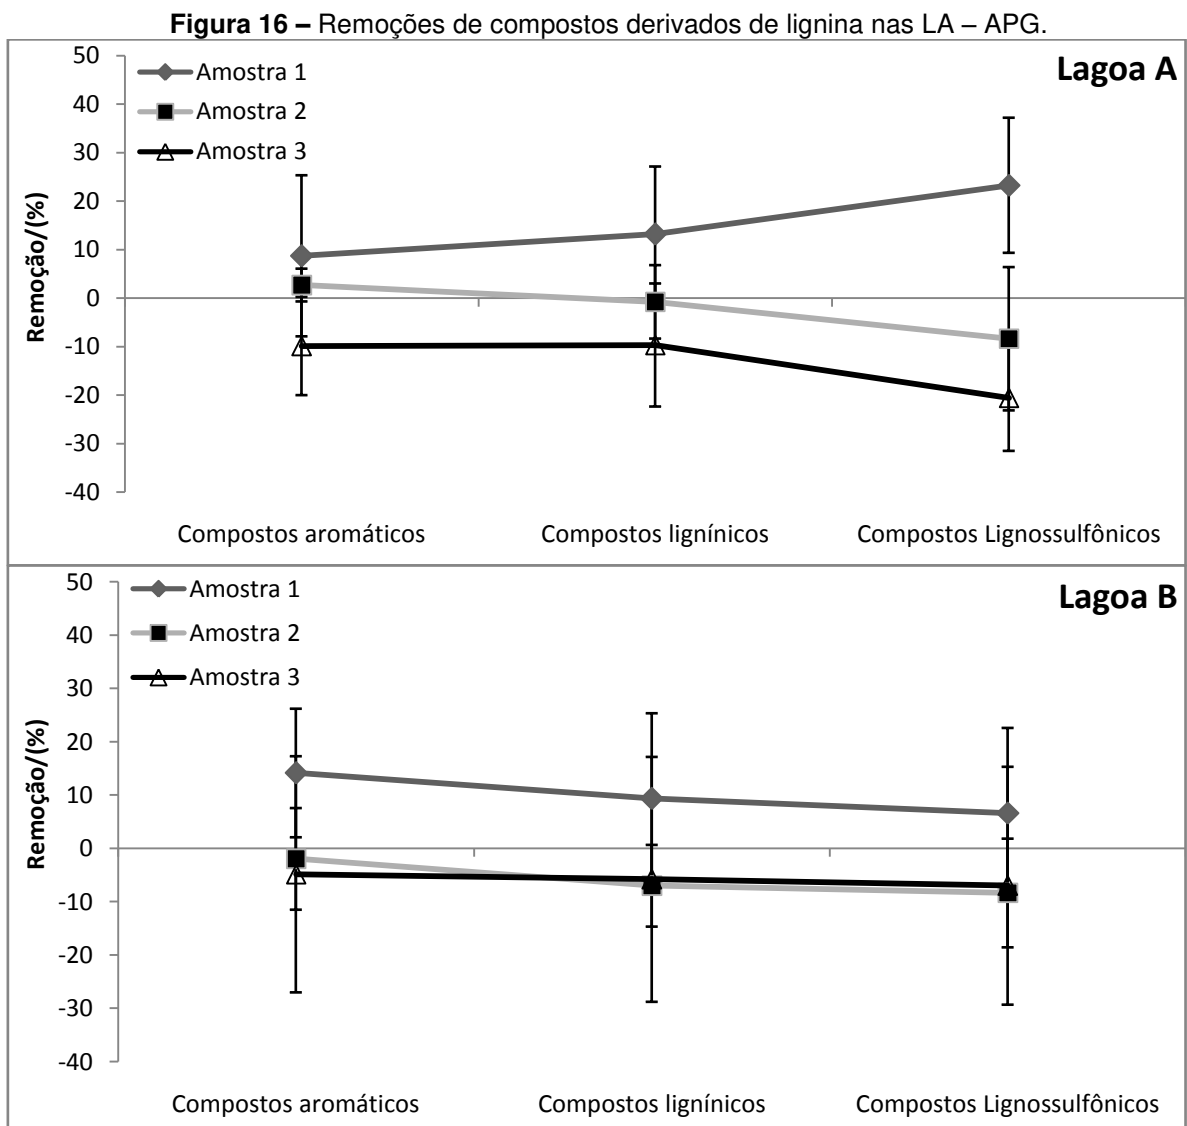 Figura 16 – Remoções de compostos derivados de lignina nas LA – APG.
Lagoa A
Amostra 1
Amostra 2
Amostra 3
Remoção/(%)
50
40
30
20
10
0
-10
-20
-30
-40
Compostos aromáticos Compostos lignínicos Compostos Lignossulfônicos
Lagoa B
Amostra 1
Amostra 2
Amostra 3
Remoção/(%)
50
40
30
20
10
0
-10
-20
-30
-40
Compostos aromáticos Compostos lignínicos Compostos Lignossulfônicos